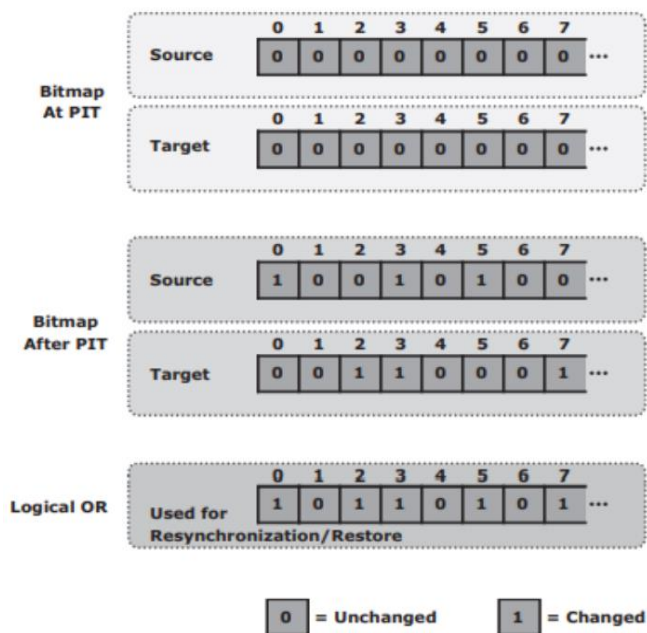 0 1 2 3 4 5 6 7
Source 0 0 0 0 0 0 0 0 ...
Bitmap
At PIT
0 1 2 3 4 5 6 7
Target 0 0 0 0 0 0 0 0 ...
0 1 2 3 4 5 6 7
Source 1 0 0 1 0 1 0 0 ...
Bitmap
After PIT
0 1 2 3 4 5 6 7
Target 0 0 1 1 0 0 0 1 ...
0 1 2 3 4 5 6 7
Logical OR 1 0 1 1 0 1 0 1 ...
Used for
Resynchronization/Restore
0 = Unchanged 1 = Changed